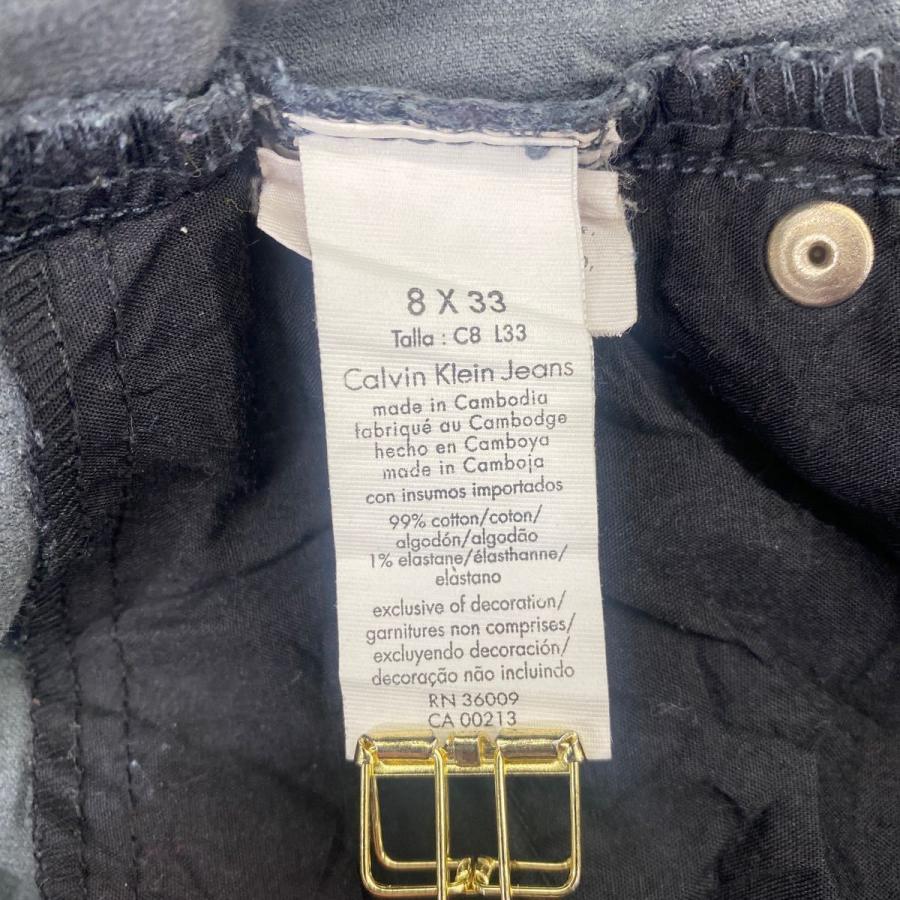 8 X 33
Talla : C8 L33
Calvin Klein Jeans
made in Cambodia
fabriqué au Cambodge
hecho en Camboya
made in Camboja
con insumos importados
99% cotton/coton/
algodón/algodão
1% elastane/élasthanne/
elàstano
exclusive of decoration/
garnitures non comprises/
excluyendo decoración/
decoração não incluindo
RN 36009
CA 00213